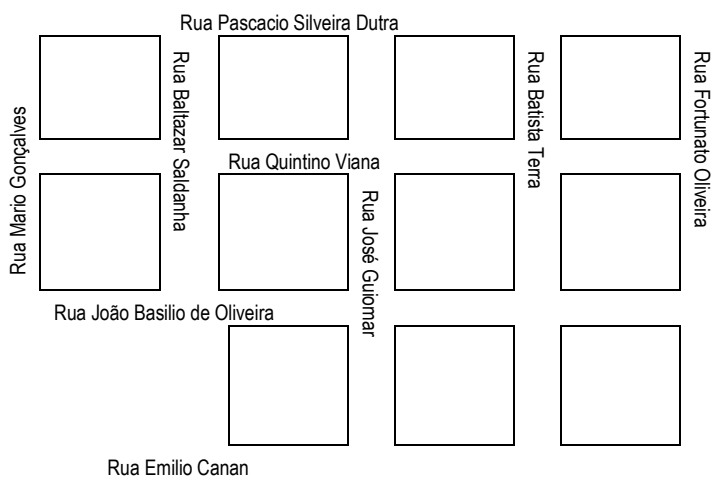 Rua Pascacio Silveira Dutra
Rua Mario Gonçalves
Rua Baltazar Saldanha
Rua Batista Terra
Rua Fortunato Oliveira
Rua Quintino Viana
Rua José Guiomar
Rua João Basilio de Oliveira
Rua Emilio Canan